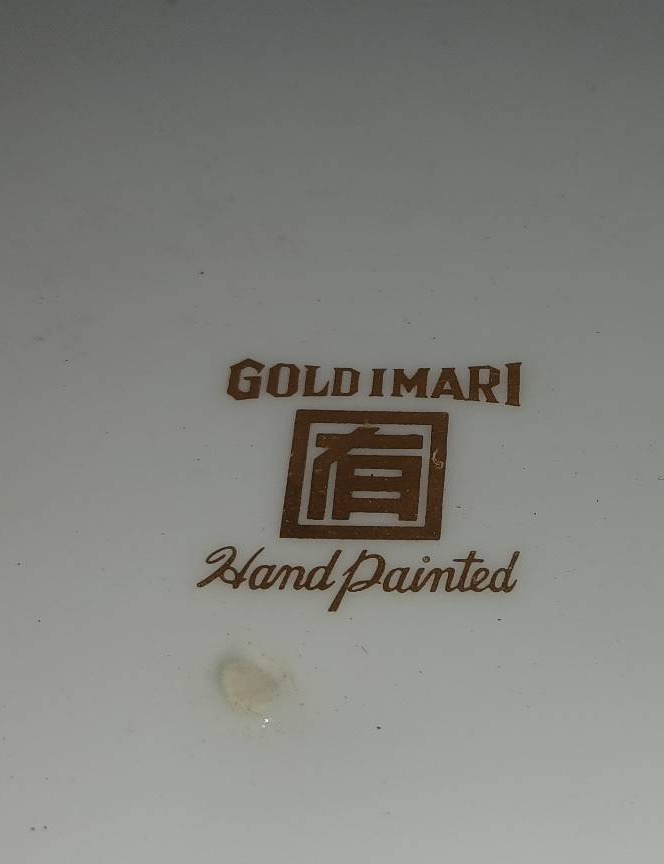 GOLD IMARI
有
Hand Painted